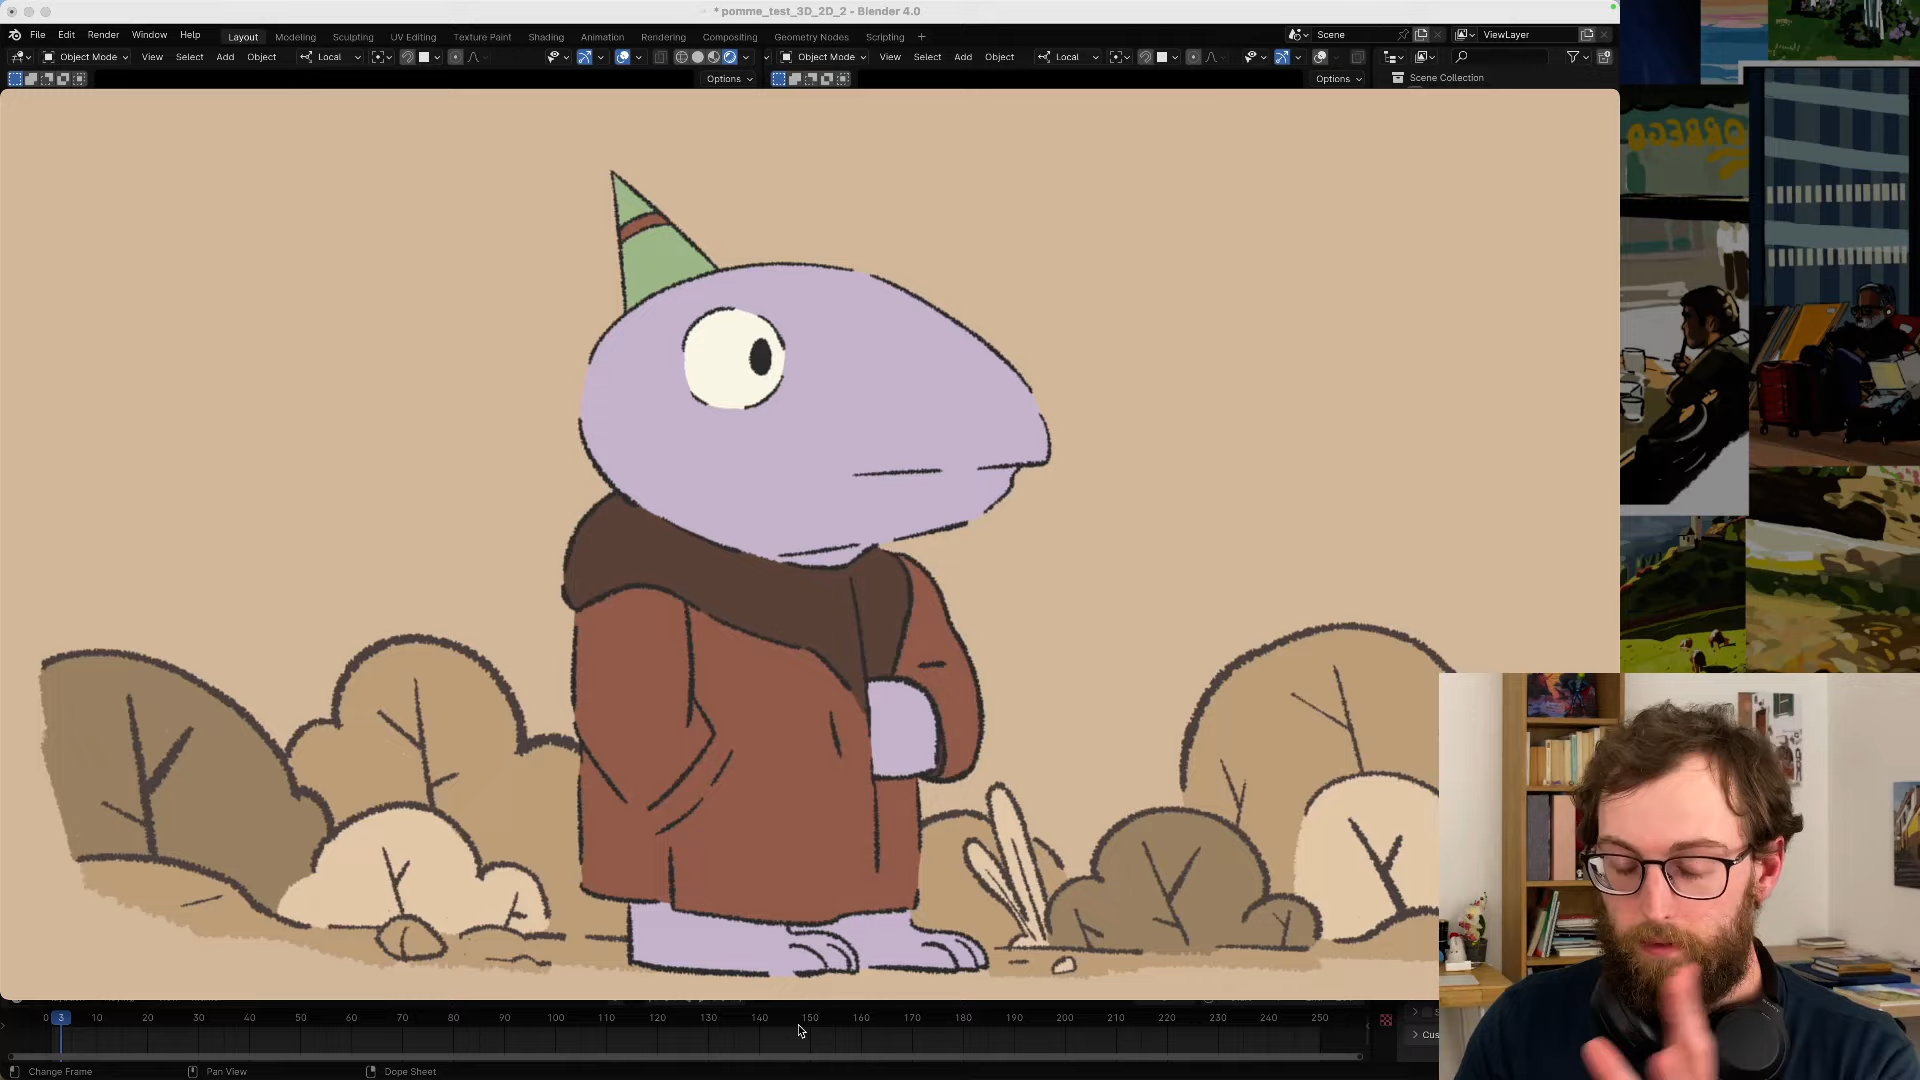 * pomme_test_3D_2D_2 - Blender 4.0
File Edit Render Window Help Layout Modeling Sculpting UV Editing Texture Paint Shading Animation Rendering Compositing Geometry Nodes Scripting + Scene ViewLayer
Object Mode View Select Add Object Local Object Mode View Select Add Object Local
Options Options Scene Collection
ORREGO
0 3 10 20 30 40 50 60 70 80 90 100 110 120 130 140 150 160 170 180 190 200 210 220 230 240 250
Cus
Change Frame Pan View Dope Sheet